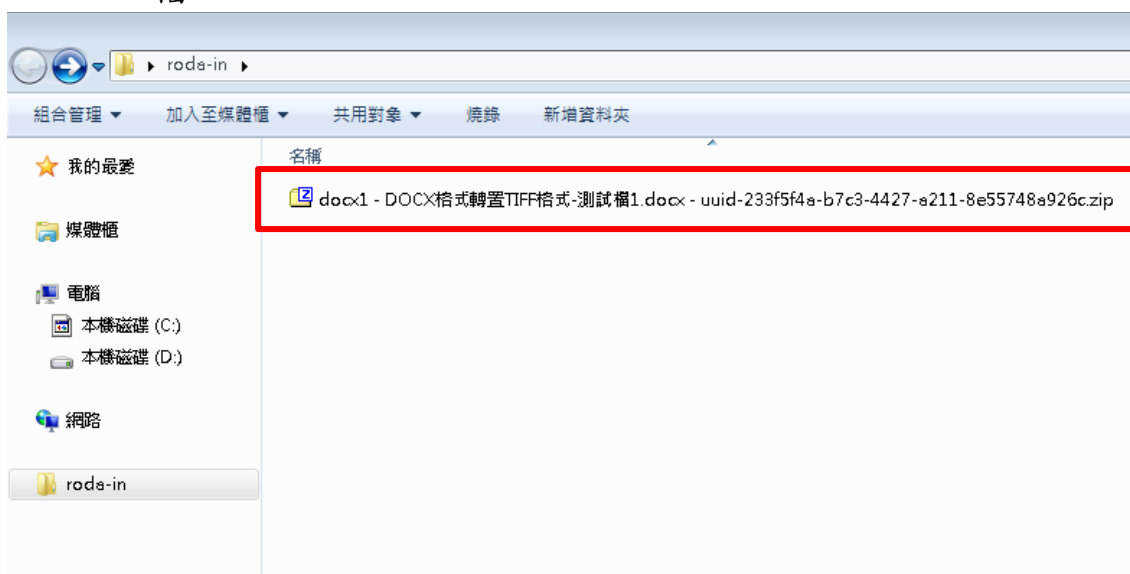 roda-in
組合管理 加入至媒體櫃 共用對象 燒錄 新增資料夾
名稱
我的最愛
docx1 - DOCX格式轉置TIFF格式-測試檔1.docx - uuid-233f5f4a-b7c3-4427-a211-8e55748a926c.zip
媒體櫃
電腦
本機磁碟 (C:)
本機磁碟 (D:)
網路
roda-in